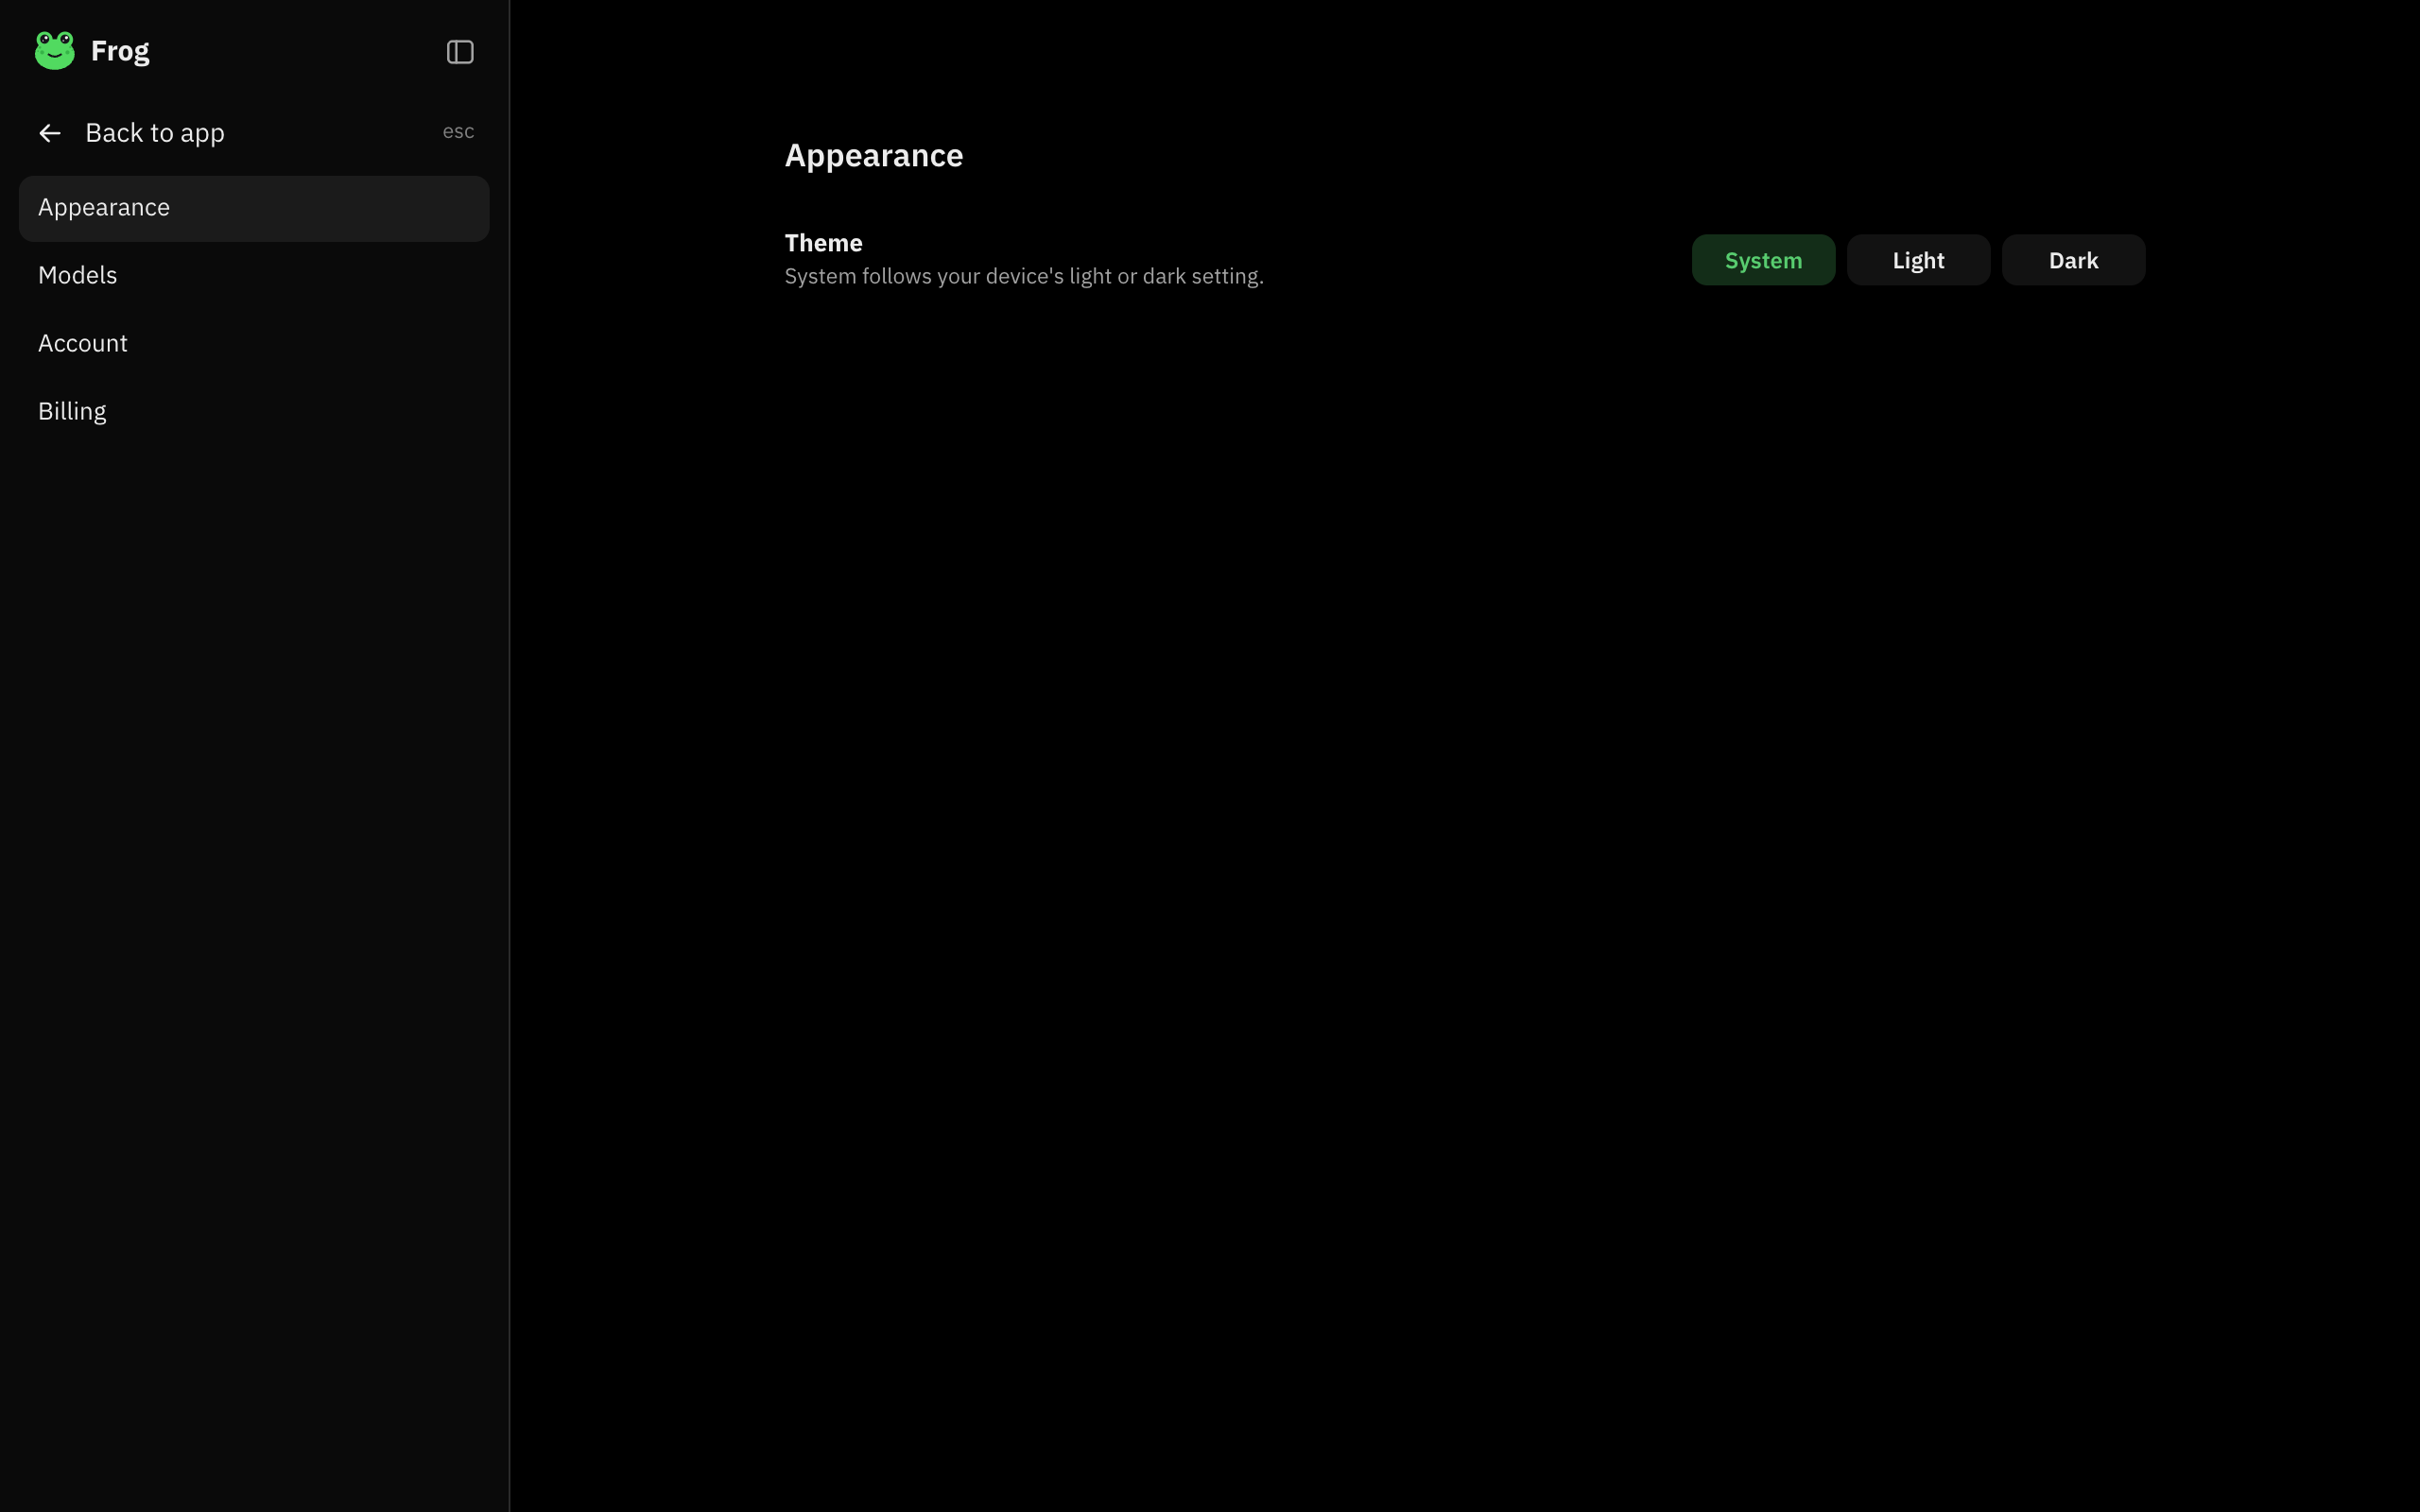 Frog
Back to app esc
Appearance
Models
Account
Billing
Appearance
Theme
System follows your device's light or dark setting.
System Light Dark